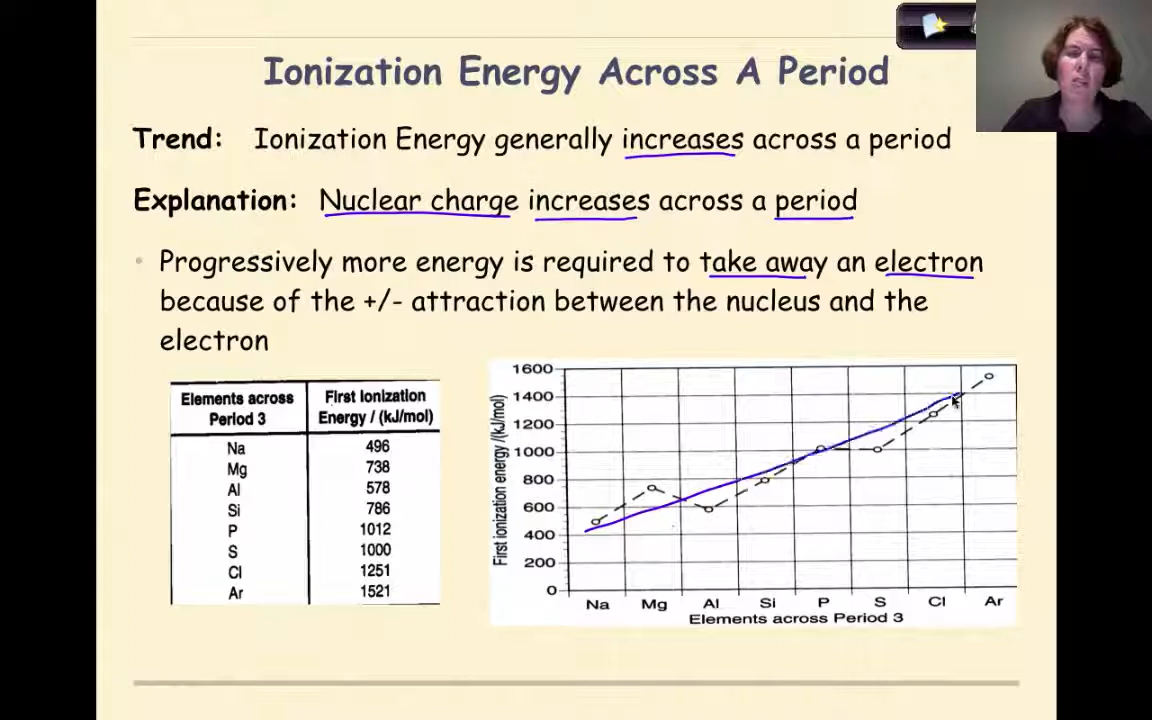 Ionization Energy Across A Period
Trend: Ionization Energy generally increases across a period
Explanation: Nuclear charge increases across a period
• Progressively more energy is required to take away an electron
because of the +/- attraction between the nucleus and the
electron
Elements across First Ionization
Period 3 Energy / (kJ/mol)
Na 496
Mg 738
Al 578
Si 786
P 1012
S 1000
Cl 1251
Ar 1521
First ionization energy /(kJ/mol)
1600
1400
1200
1000
800
600
400
200
0
Na Mg Al Si P S Cl Ar
Elements across Period 3